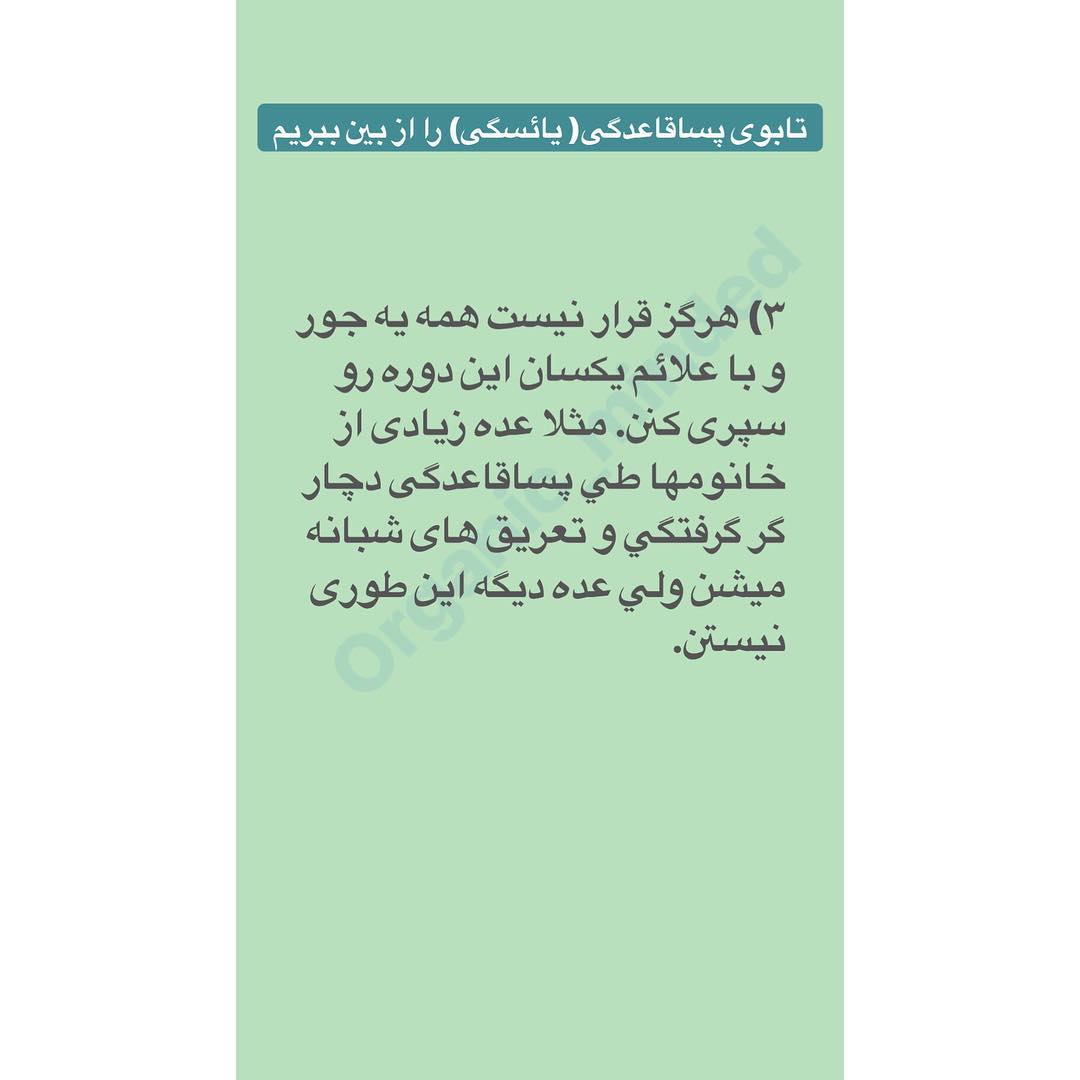 تابوی پساقاعدگی( یائسگی) را از بین ببریم
۳) هرگز قرار نیست همه یه جور
و با علائم یکسان این دوره رو
سپری کنن. مثلا عده زیادی از
خانومها طي پساقاعدگی دچار
گر گرفتگي و تعریق های شبانه
میشن ولي عده دیگه این طوری
نیستن.
Organic_minded